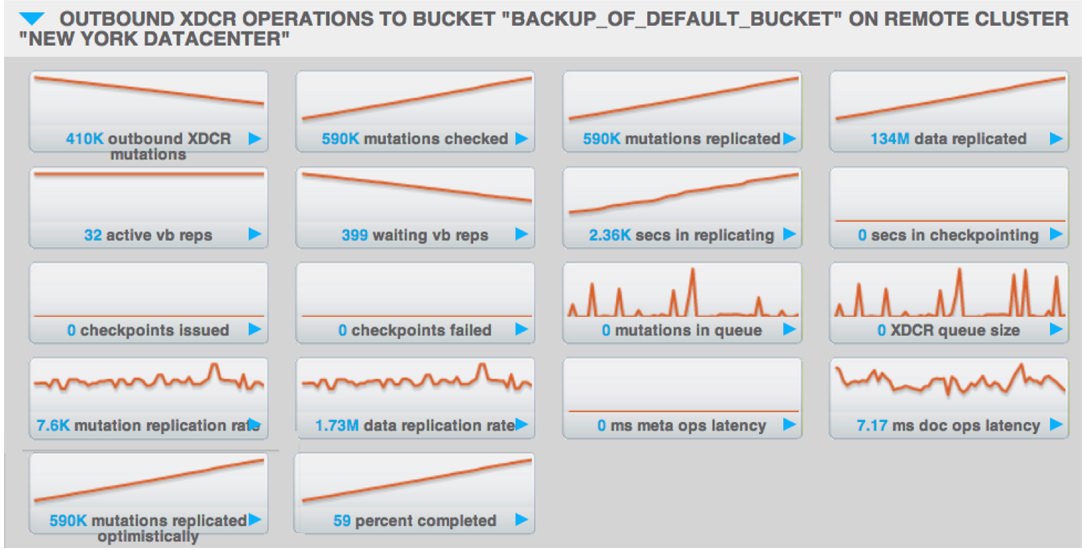 OUTBOUND XDCR OPERATIONS TO BUCKET "BACKUP_OF_DEFAULT_BUCKET" ON REMOTE CLUSTER
"NEW YORK DATACENTER"
410K outbound XDCR
mutations
590K mutations checked
590K mutations replicated
134M data replicated
32 active vb reps
399 waiting vb reps
2.36K secs in replicating
0 secs in checkpointing
0 checkpoints issued
0 checkpoints failed
0 mutations in queue
0 XDCR queue size
7.6K mutation replication rate
1.73M data replication rate
0 ms meta ops latency
7.17 ms doc ops latency
590K mutations replicated
optimistically
59 percent completed